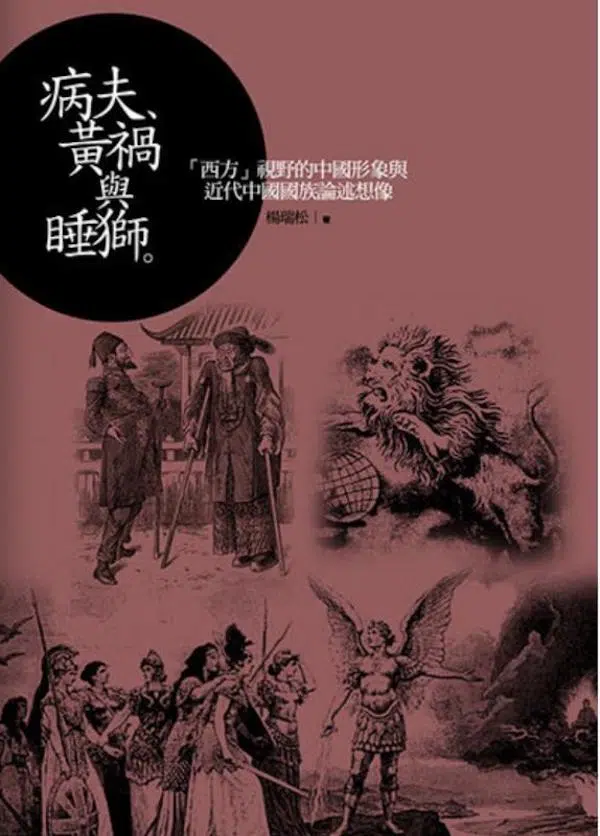 病夫、
黃禍
與
睡獅。
「西方」視野的中國形象與
近代中國國族論述想像
楊瑞松｜著